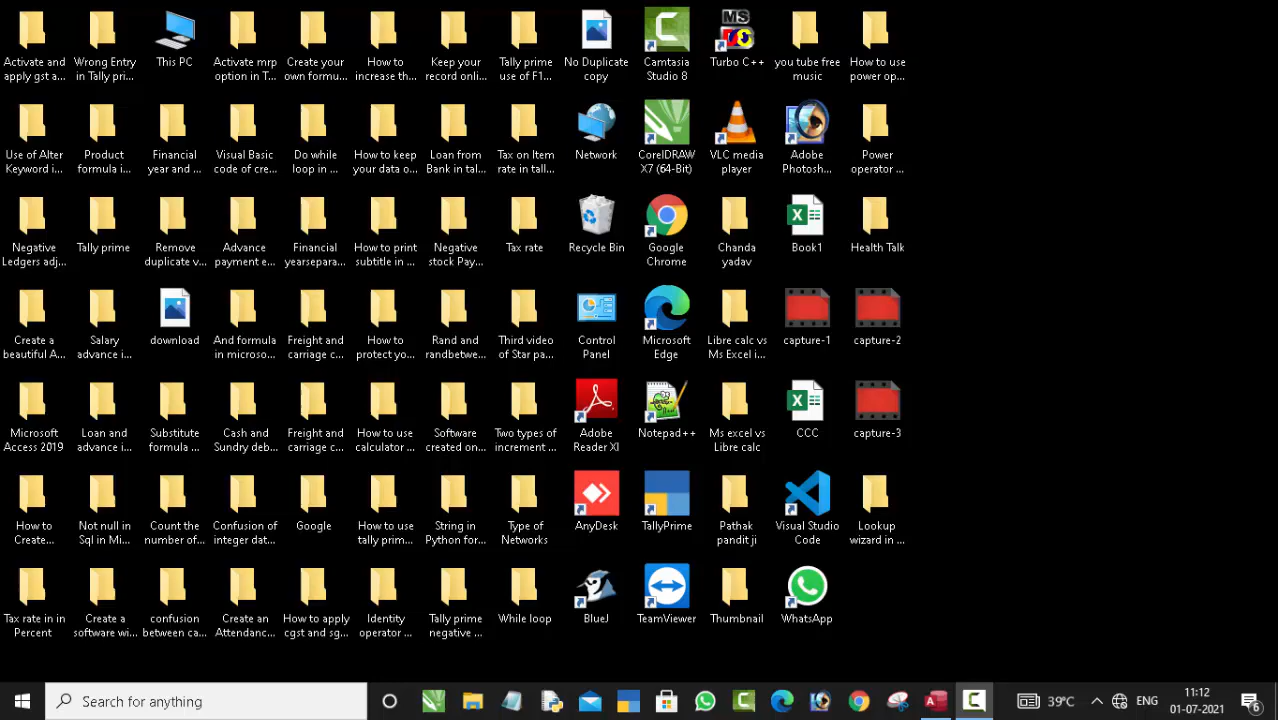 Activate and
apply gst a...
Wrong Entry
in Tally pri...
This PC
Activate mrp
option in T...
Create your
own formu...
How to
increase th...
Keep your
record onli...
Tally prime
use of F1...
No Duplicate
copy
Camtasia
Studio 8
MS
Turbo C++
you tube free
music
How to use
power op...
Use of Alter
Keyword i...
Product
formula i...
Financial
year and ...
Visual Basic
code of cre...
Do while
loop in ...
How to keep
your data o...
Loan from
Bank in tal...
Tax on Item
rate in tall...
Network
CorelDRAW
X7 (64-Bit)
VLC media
player
Adobe
Photosh...
Power
operator ...
Negative
Ledgers adj...
Tally prime
Remove
duplicate v...
Advance
payment e...
Financial
yearsepara...
How to print
subtitle in ...
Negative
stock Pay...
Tax rate
Recycle Bin
Google
Chrome
Chanda
yadav
Book1
Health Talk
Create a
beautiful A...
Salary
advance i...
download
And formula
in microso...
Freight and
carriage c...
How to
protect yo...
Rand and
randbetwe...
Third video
of Star pa...
Control
Panel
Microsoft
Edge
Libre calc vs
Ms Excel i...
capture-1
capture-2
Microsoft
Access 2019
Loan and
advance i...
Substitute
formula ...
Cash and
Sundry deb...
Freight and
carriage c...
How to use
calculator ...
Software
created on...
Two types of
increment ...
Adobe
Reader XI
Notepad++
Ms excel vs
Libre calc
CCC
capture-3
How to
Create...
Not null in
Sql in Mi...
Count the
number of...
Confusion of
integer dat...
Google
How to use
tally prim...
String in
Python for...
Type of
Networks
AnyDesk
TallyPrime
Pathak
pandit ji
Visual Studio
Code
Lookup
wizard in ...
Tax rate in in
Percent
Create a
software wi...
confusion
between ca...
Create an
Attendanc...
How to apply
cgst and sg...
Identity
operator ...
Tally prime
negative ...
While loop
BlueJ
TeamViewer
Thumbnail
WhatsApp
Search for anything
39°C
ENG
11:12
01-07-2021
6